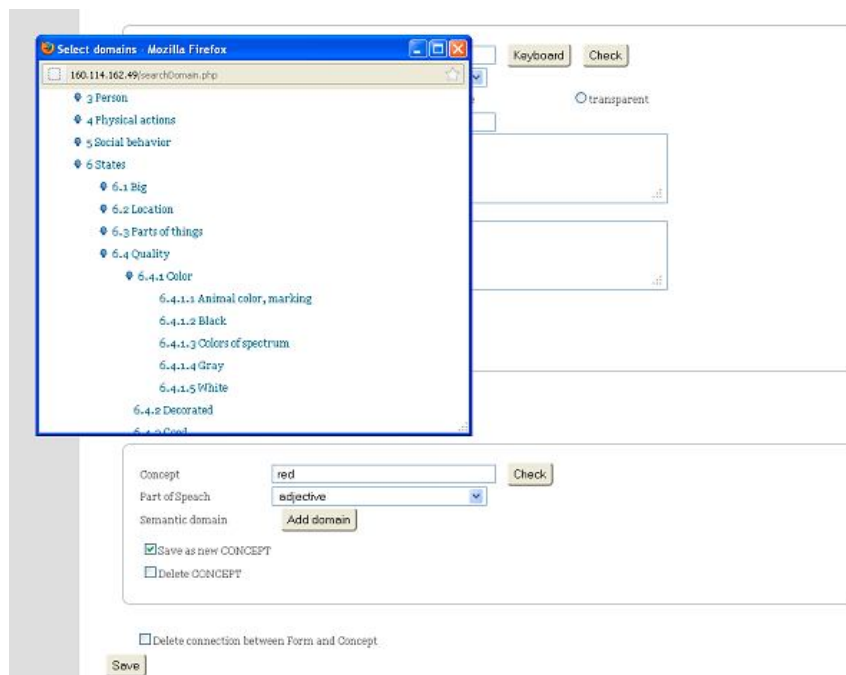 Select domains - Mozilla Firefox
160.114.162.49/searchDomain.php
3 Person
4 Physical actions
5 Social behavior
6 States
6.1 Big
6.2 Location
6.3 Parts of things
6.4 Quality
6.4.1 Color
6.4.1.1 Animal color, marking
6.4.1.2 Black
6.4.1.3 Colors of spectrum
6.4.1.4 Gray
6.4.1.5 White
6.4.2 Decorated
Keyboard Check
transparent
Concept red Check
Part of Speach adjective
Semantic domain Add domain
Save as new CONCEPT
Delete CONCEPT
Delete connection between Form and Concept
Save